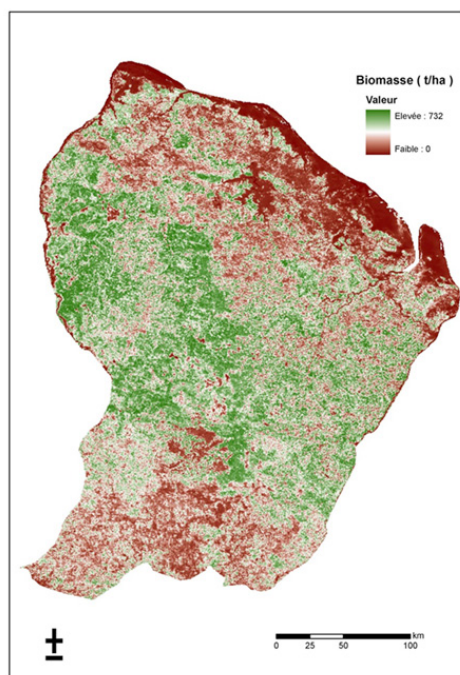 Biomasse ( t/ha )
Valeur
Elevée : 732
Faible : 0
km
0 25 50 100